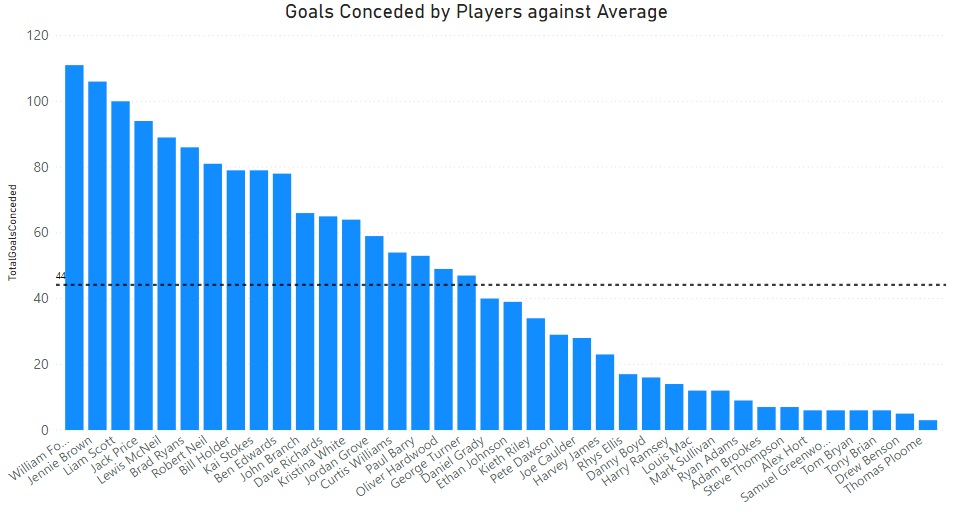 Goals Conceded by Players against Average
TotalGoalsConceded
120
100
80
60
40
20
0
44
William Fo...
Jennie Brown
Liam Scott
Jack Price
Lewis McNeil
Brad Ryans
Robert Neil
Bill Holder
Kai Stokes
Ben Edwards
John Branch
Dave Richards
Kristina White
Jordan Grove
Curtis Williams
Paul Barry
Oliver Hardwood
George Turner
Daniel Grady
Ethan Johnson
Kieth Riley
Pete Dawson
Joe Caulder
Harvey James
Rhys Ellis
Danny Boyd
Harry Ramsey
Louis Mac
Mark Sullivan
Ryan Adams
Adam Brookes
Steve Thompson
Alex Hort
Samuel Greenwo...
Tom Bryan
Tony Brian
Drew Benson
Thomas Ploome